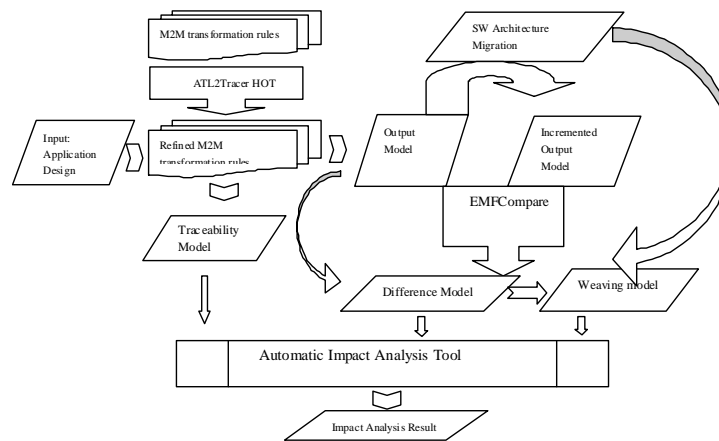 M2M transformation rules
SW Architecture
Migration
ATL2Tracer HOT
Input:
Application
Design
Refined M2M
transformation rules
Output
Model
Incremented Output
Model
EMFCompare
Traceability
Model
Difference Model
Weaving model
Automatic Impact Analysis Tool
Impact Analysis Result